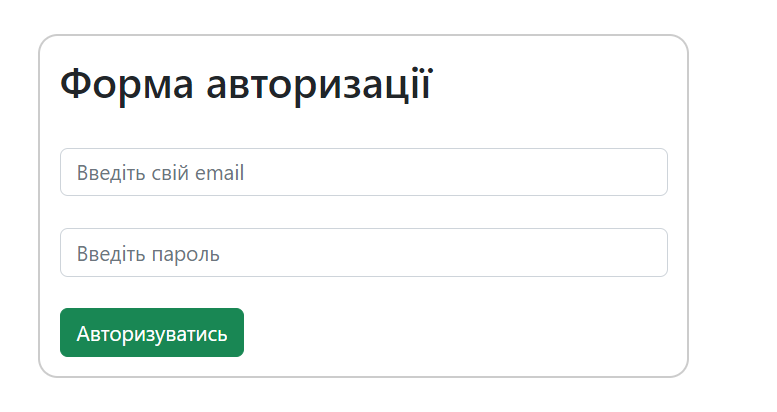 Форма авторизації
Введіть свій email
Введіть пароль
Авторизуватись